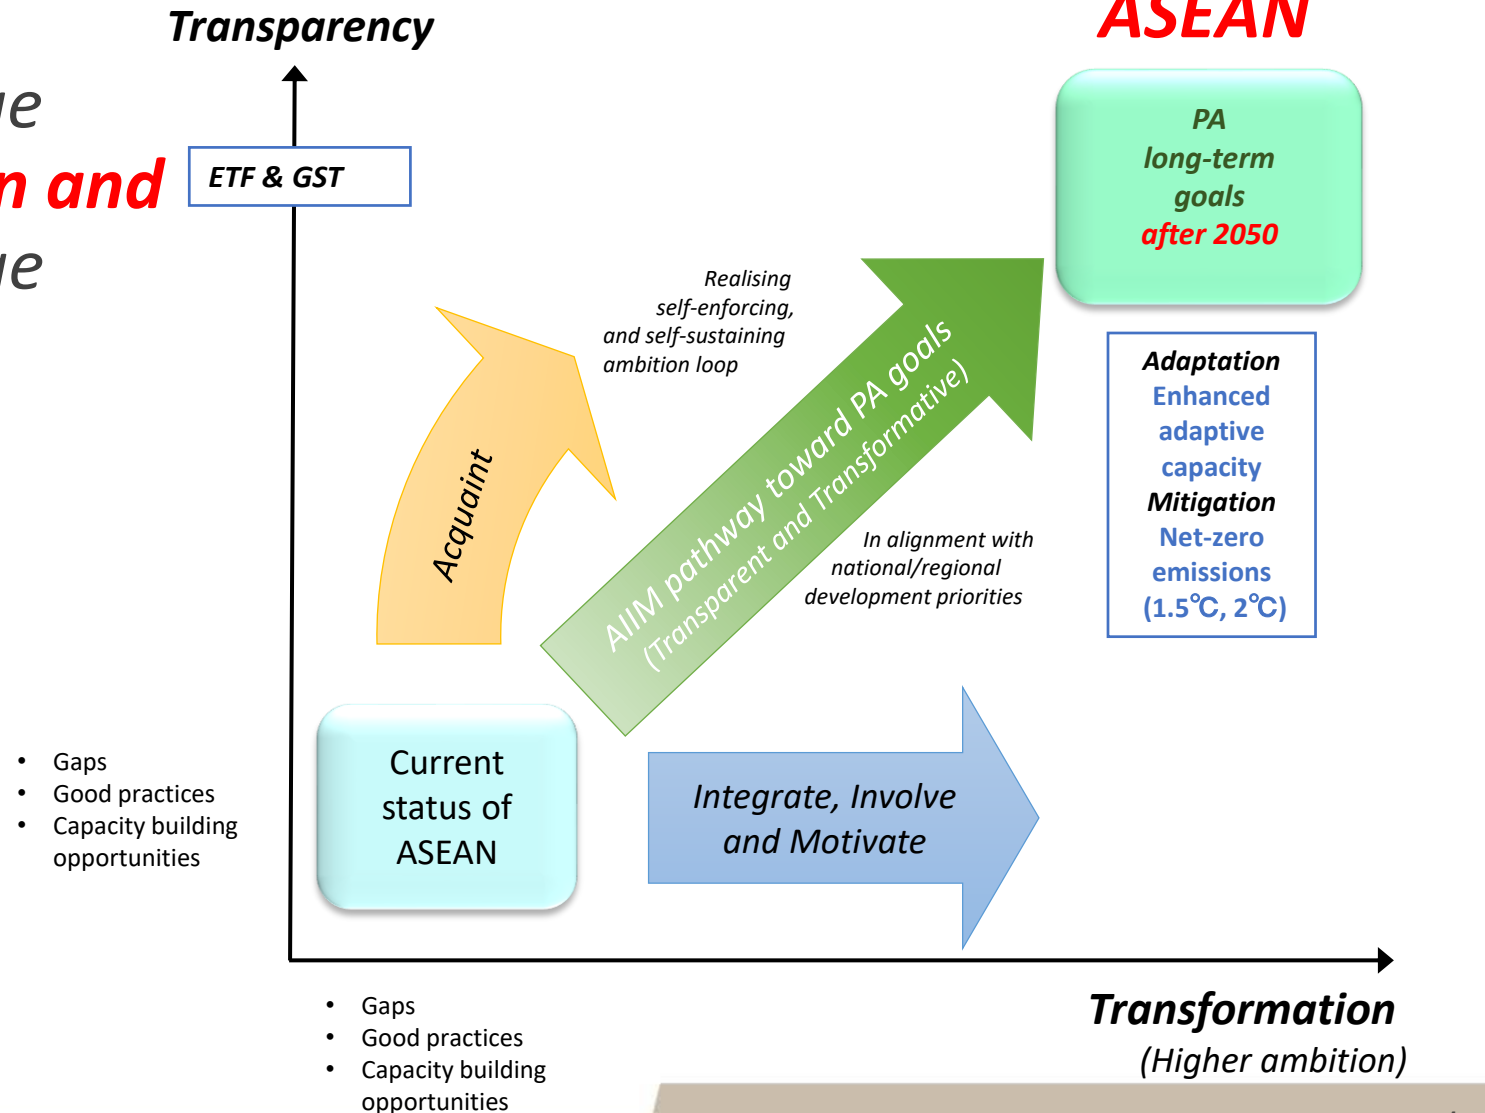 Transparency
ASEAN
ue
n and
ue
ETF & GST
PA
long-term
goals
after 2050
Realising
self-enforcing,
and self-sustaining
ambition loop
Acquaint
AIIM pathway toward PA goals
(Transparent and Transformative)
In alignment with
national/regional
development priorities
Adaptation
Enhanced
adaptive
capacity
Mitigation
Net-zero
emissions
(1.5℃, 2℃)
• Gaps
• Good practices
• Capacity building
opportunities
Current
status of
ASEAN
Integrate, Involve
and Motivate
• Gaps
• Good practices
• Capacity building
opportunities
Transformation
(Higher ambition)